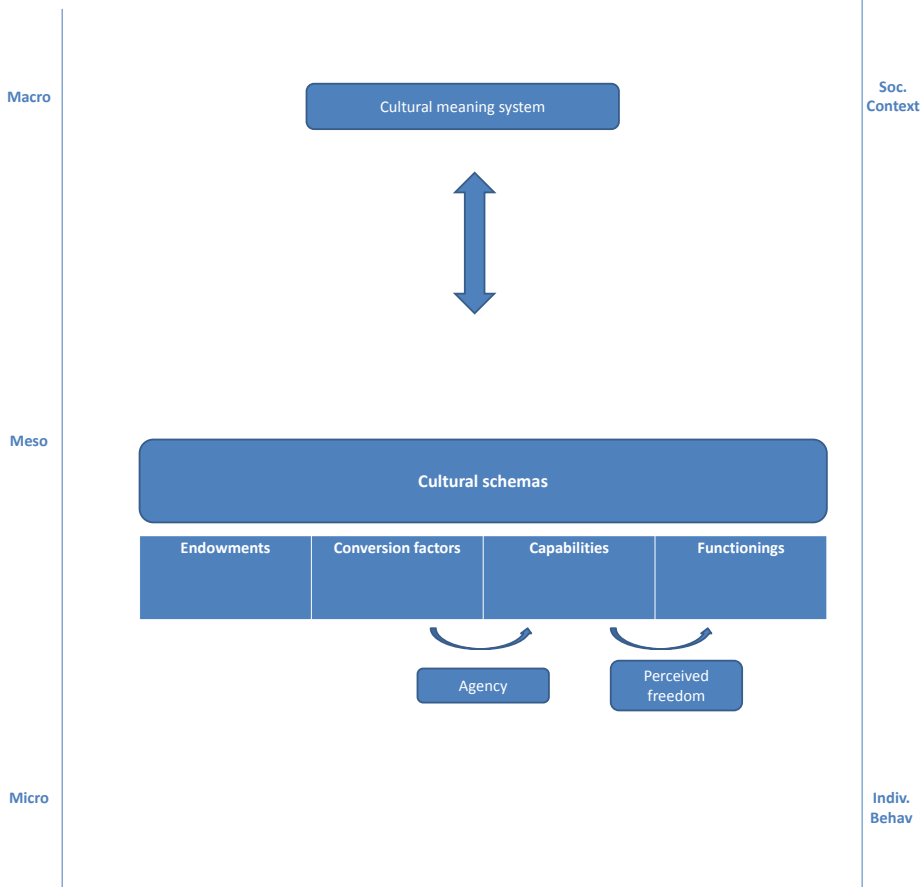 Macro
Soc.
Context
Cultural meaning system
Meso
Cultural schemas
Endowments
Conversion factors
Capabilities
Functionings
Agency
Perceived
freedom
Micro
Indiv.
Behav